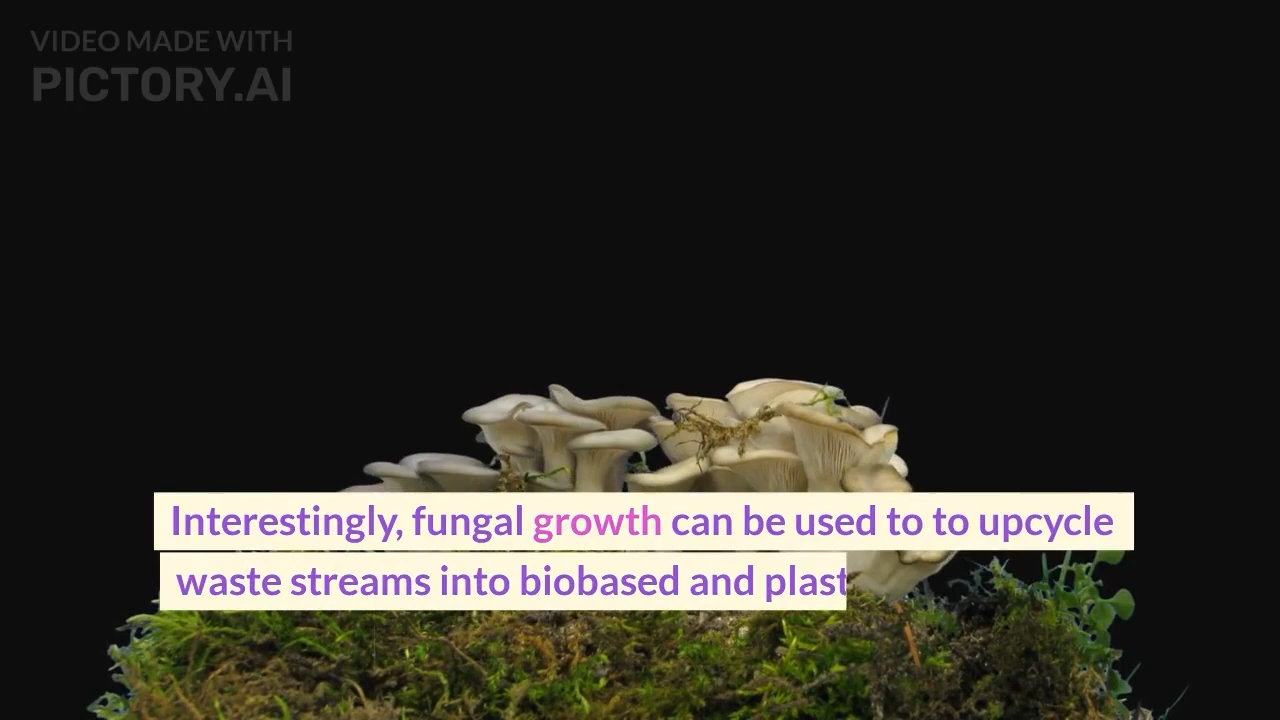 VIDEO MADE WITH
PICTORY.AI
Interestingly, fungal growth can be used to to upcycle
waste streams into biobased and plast